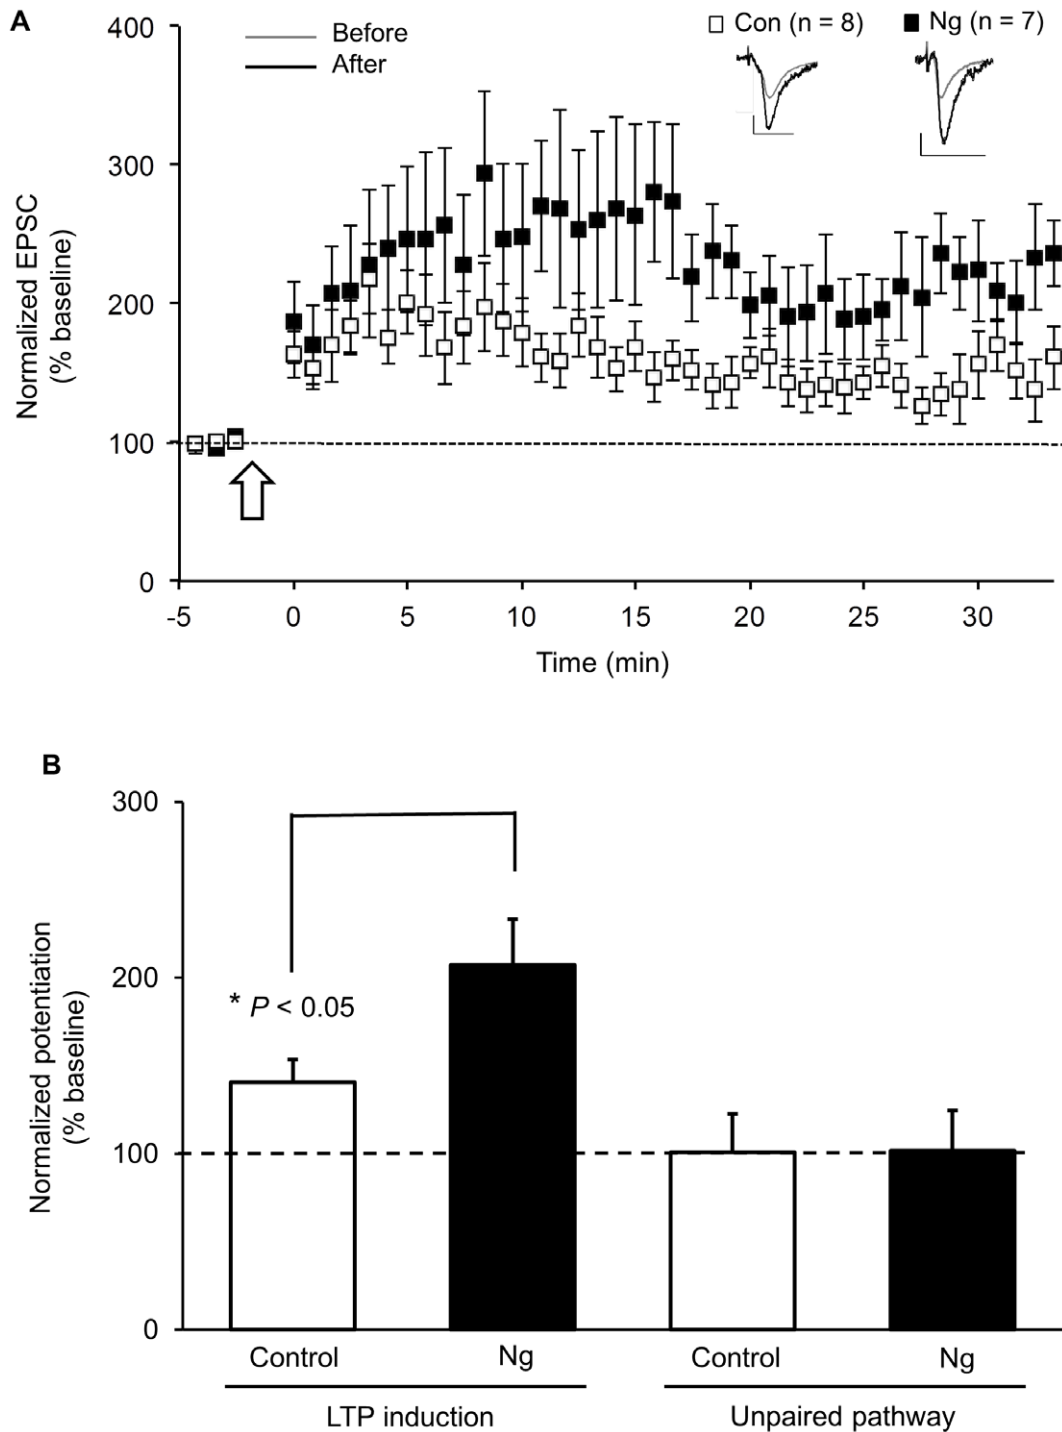 A
Before
After
Con (n = 8)
Ng (n = 7)
Normalized EPSC
(% baseline)
400
300
200
100
0
-5 0 5 10 15 20 25 30
Time (min)
B
Normalized potentiation
(% baseline)
300
200
100
0
* P < 0.05
Control Ng Control Ng
LTP induction Unpaired pathway